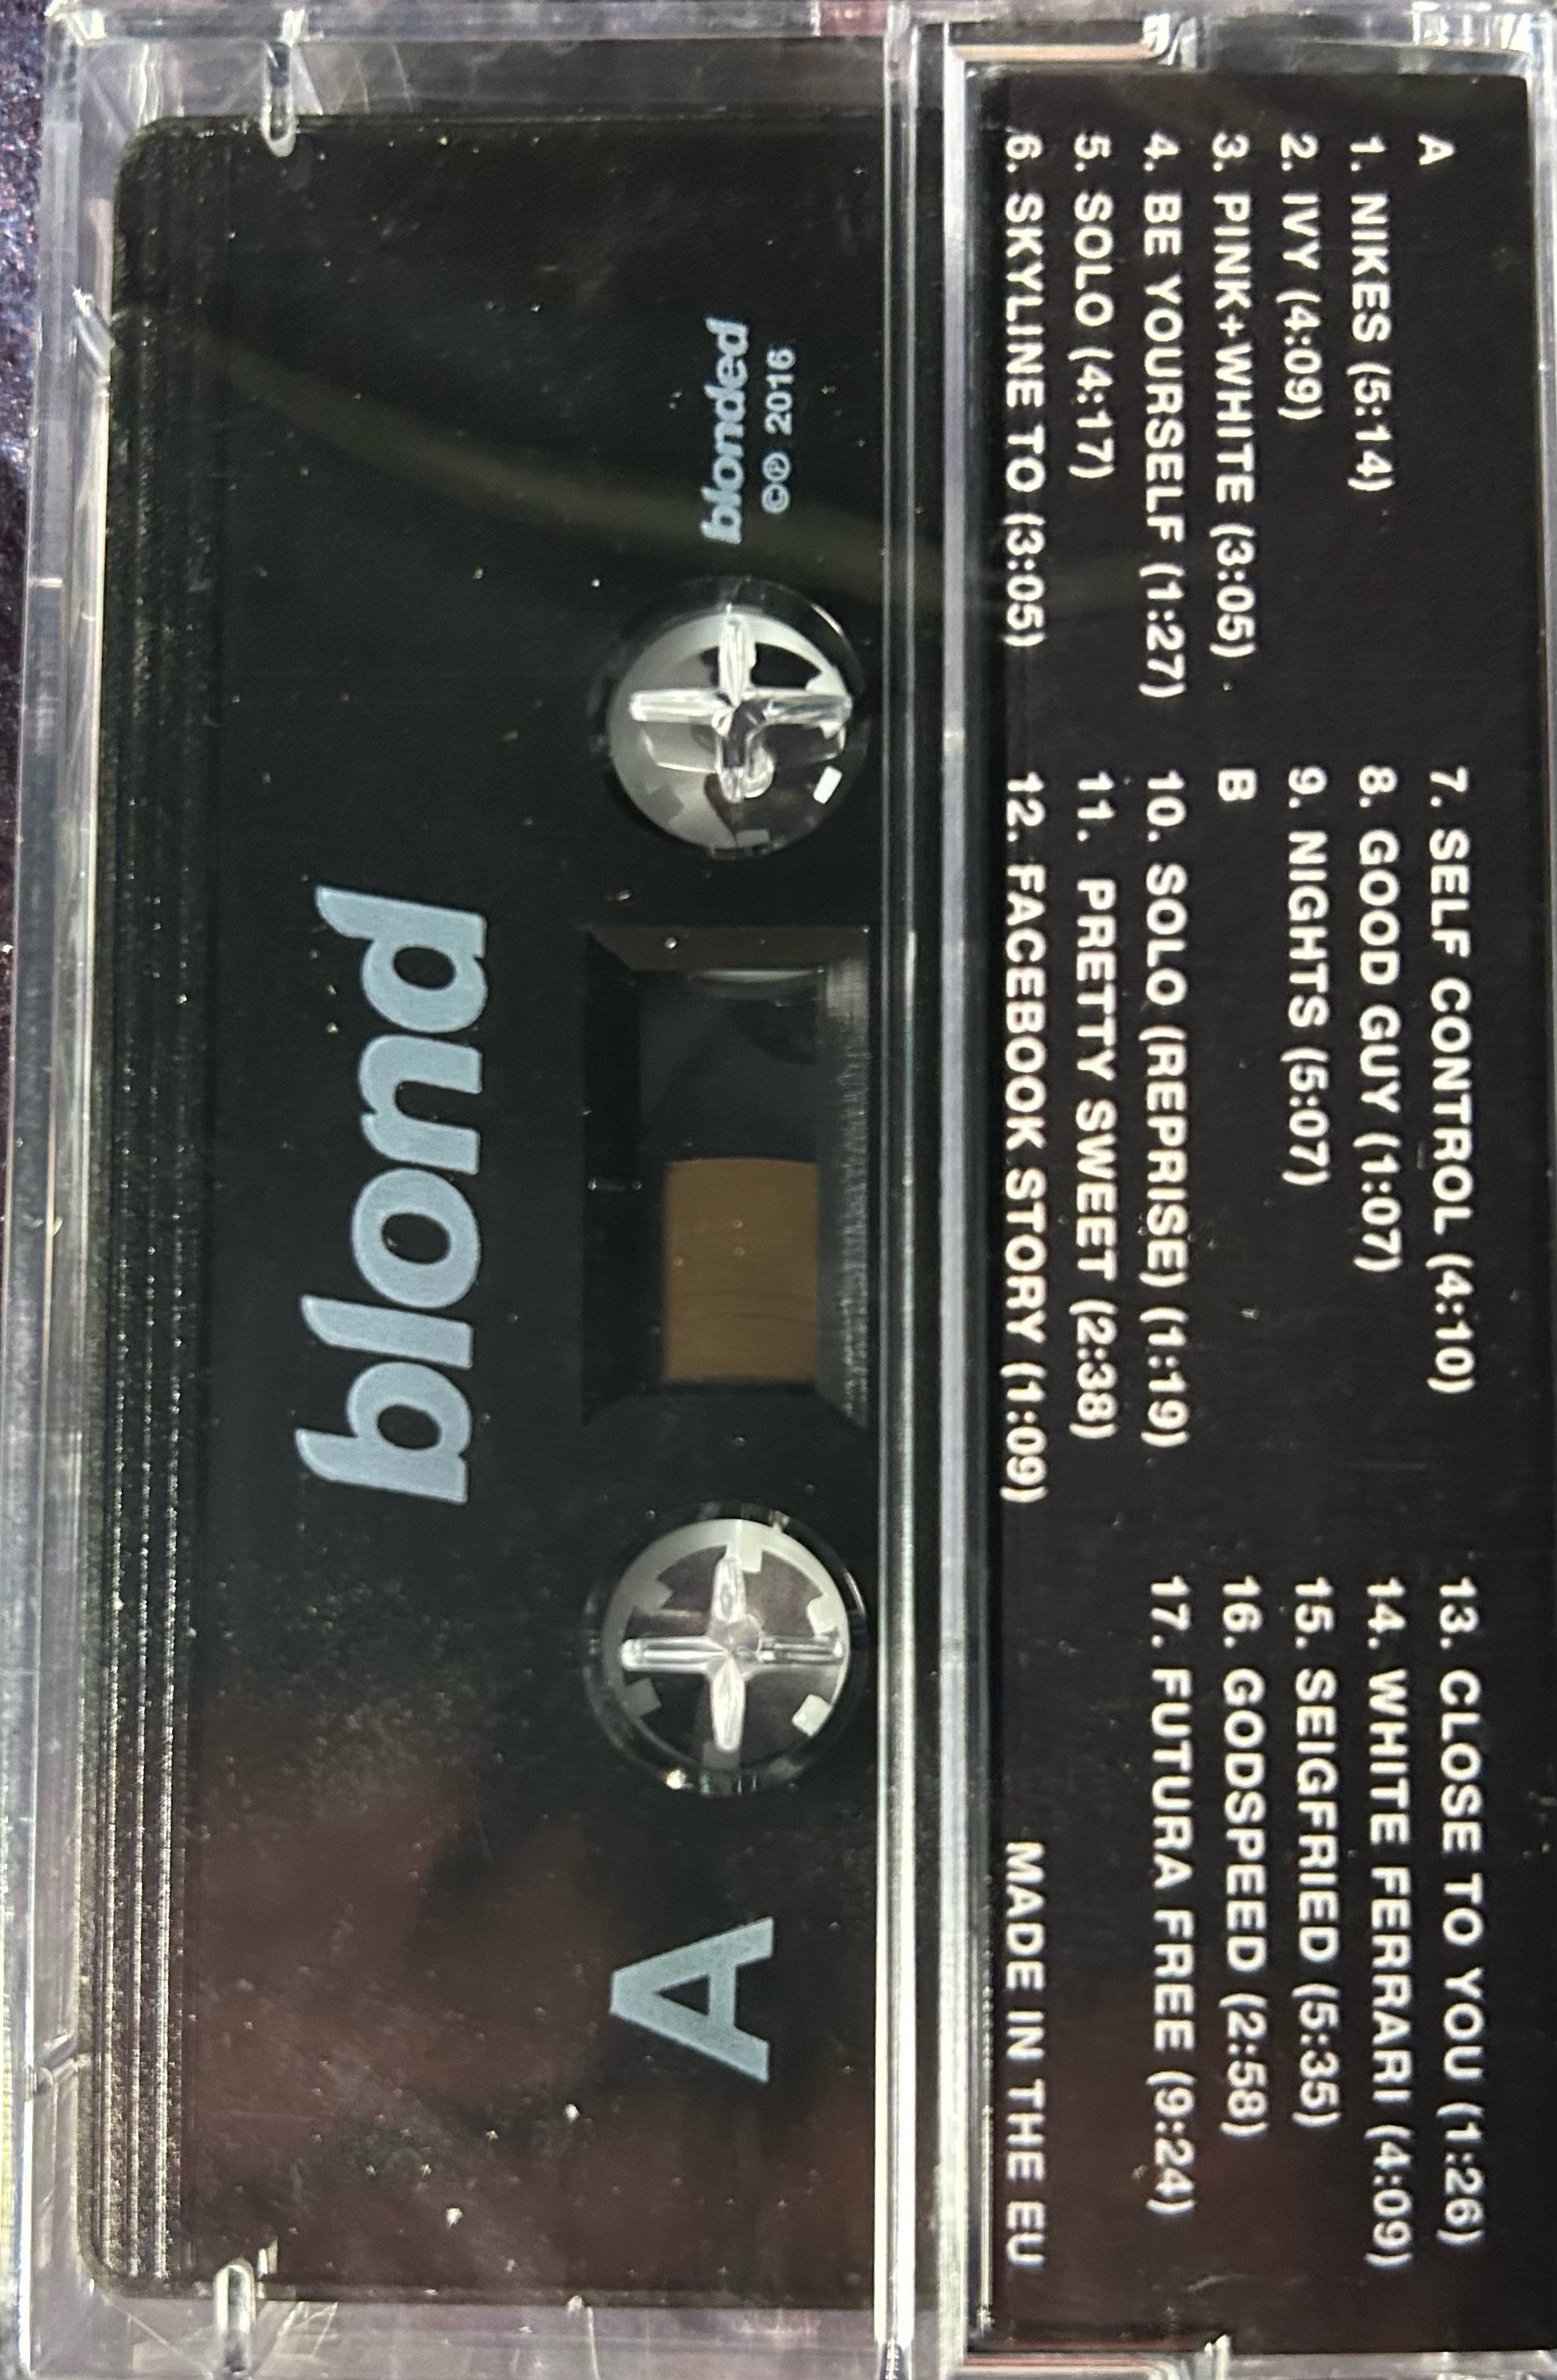 A
1. NIKES (5:14)
2. IVY (4:09)
3. PINK+WHITE (3:05)
4. BE YOURSELF (1:27)
5. SOLO (4:17)
6. SKYLINE TO (3:05)
7. SELF CONTROL (4:10)
8. GOOD GUY (1:07)
9. NIGHTS (5:07)
B
10. SOLO (REPRISE) (1:19)
11. PRETTY SWEET (2:38)
12. FACEBOOK STORY (1:09)
13. CLOSE TO YOU (1:26)
14. WHITE FERRARI (4:09)
15. SEIGFRIED (5:35)
16. GODSPEED (2:58)
17. FUTURA FREE (9:24)
MADE IN THE EU
blonded
©℗ 2016
blond
A